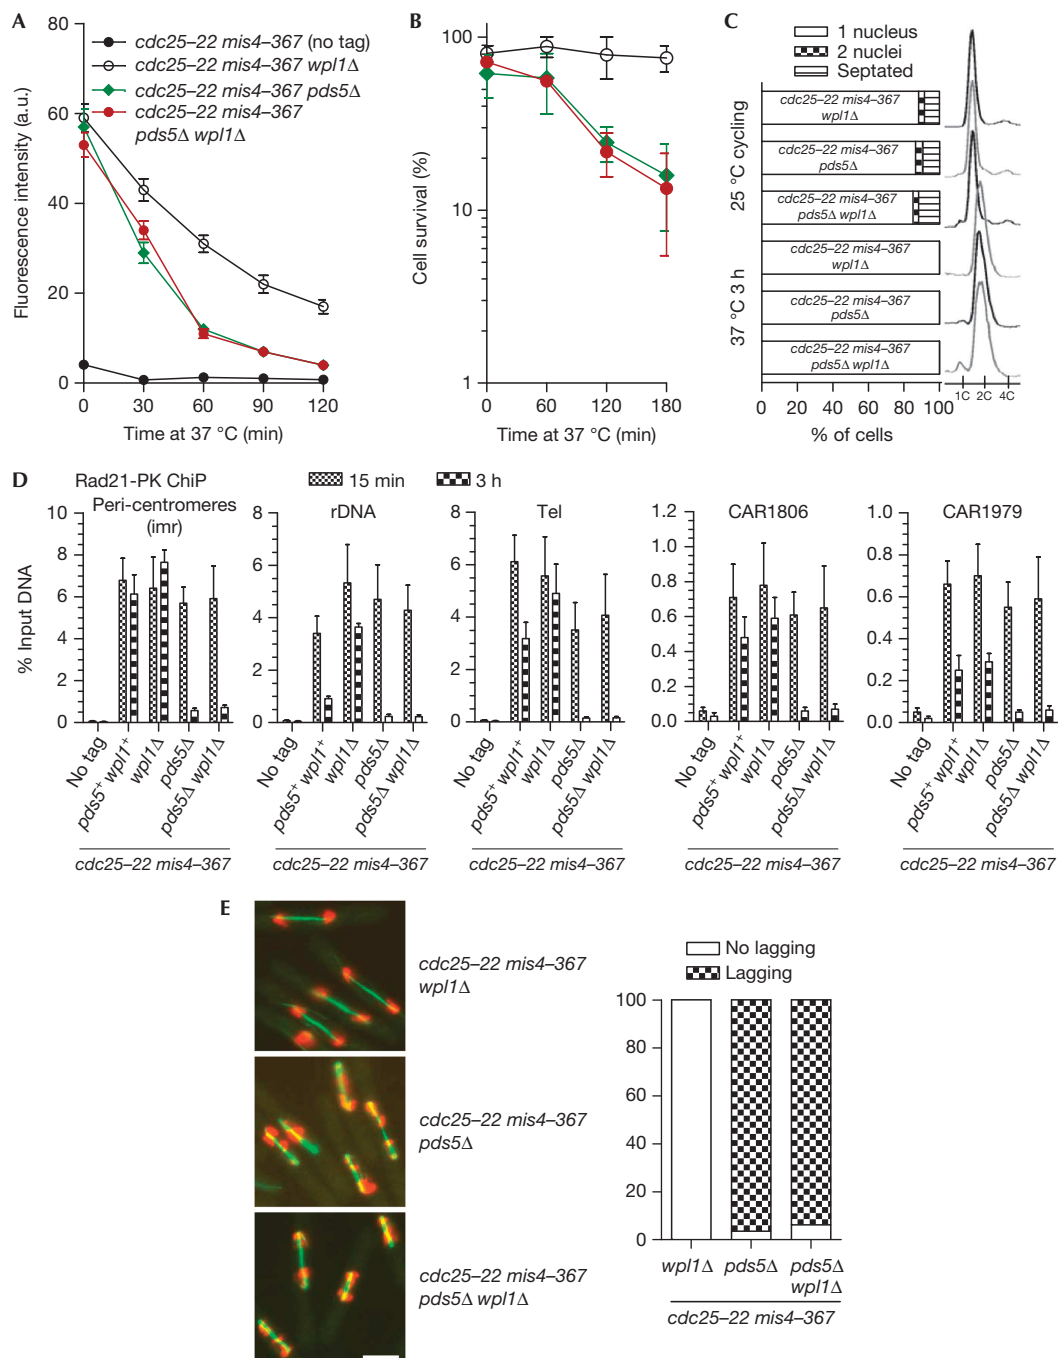 A
80
60
40
20
0
Fluorescence intensity (a.u.)
cdc25–22 mis4–367 (no tag)
cdc25–22 mis4–367 wpl1Δ
cdc25–22 mis4–367 pds5Δ
cdc25–22 mis4–367
pds5Δ wpl1Δ
0 30 60 90 120
Time at 37 °C (min)
B
100
10
1
Cell survival (%)
0 60 120 180
Time at 37 °C (min)
C
1 nucleus
2 nuclei
Septated
25 °C cycling
cdc25–22 mis4–367
wpl1Δ
cdc25–22 mis4–367
pds5Δ
cdc25–22 mis4–367
pds5Δ wpl1Δ
37 °C 3 h
cdc25–22 mis4–367
wpl1Δ
cdc25–22 mis4–367
pds5Δ
cdc25–22 mis4–367
pds5Δ wpl1Δ
0 20 40 60 80 100
% of cells
1C 2C 4C
D
Rad21-PK ChiP
15 min
3 h
% Input DNA
Peri-centromeres
(imr)
8
7
6
5
4
3
2
1
0
No tag
pds5+ wpl1+
wpl1Δ
pds5Δ
pds5Δ wpl1Δ
cdc25–22 mis4–367
rDNA
8
6
4
2
0
No tag
pds5+ wpl1+
wpl1Δ
pds5Δ
pds5Δ wpl1Δ
cdc25–22 mis4–367
Tel
8
6
4
2
0
No tag
pds5+ wpl1+
wpl1Δ
pds5Δ
pds5Δ wpl1Δ
cdc25–22 mis4–367
CAR1806
1.2
1.0
0.8
0.6
0.4
0.2
0.0
No tag
pds5+ wpl1+
wpl1Δ
pds5Δ
pds5Δ wpl1Δ
cdc25–22 mis4–367
CAR1979
1.0
0.8
0.6
0.4
0.2
0.0
No tag
pds5+ wpl1+
wpl1Δ
pds5Δ
pds5Δ wpl1Δ
cdc25–22 mis4–367
E
cdc25–22 mis4–367
wpl1Δ
cdc25–22 mis4–367
pds5Δ
cdc25–22 mis4–367
pds5Δ wpl1Δ
No lagging
Lagging
100
80
60
40
20
0
wpl1Δ
pds5Δ
pds5Δ
wpl1Δ
cdc25–22 mis4–367